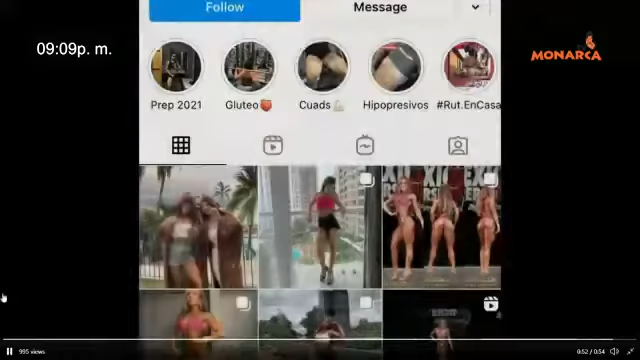 Follow
Message
09:09p. m.
MONARCA
Prep 2021
Gluteo🍑
Cuads💪🏻
Hipopresivos
#Rut.EnCasa
995 views
0:52 / 0:54